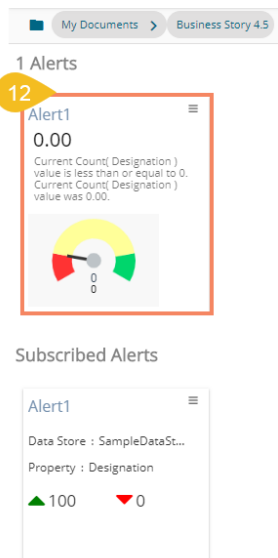 My Documents > Business Story 4.5
1 Alerts
12
Alert1
0.00
Current Count( Designation )
value is less than or equal to 0.
Current Count( Designation )
value was 0.00.
0
0
Subscribed Alerts
Alert1
Data Store : SampleDataSt...
Property : Designation
100 0